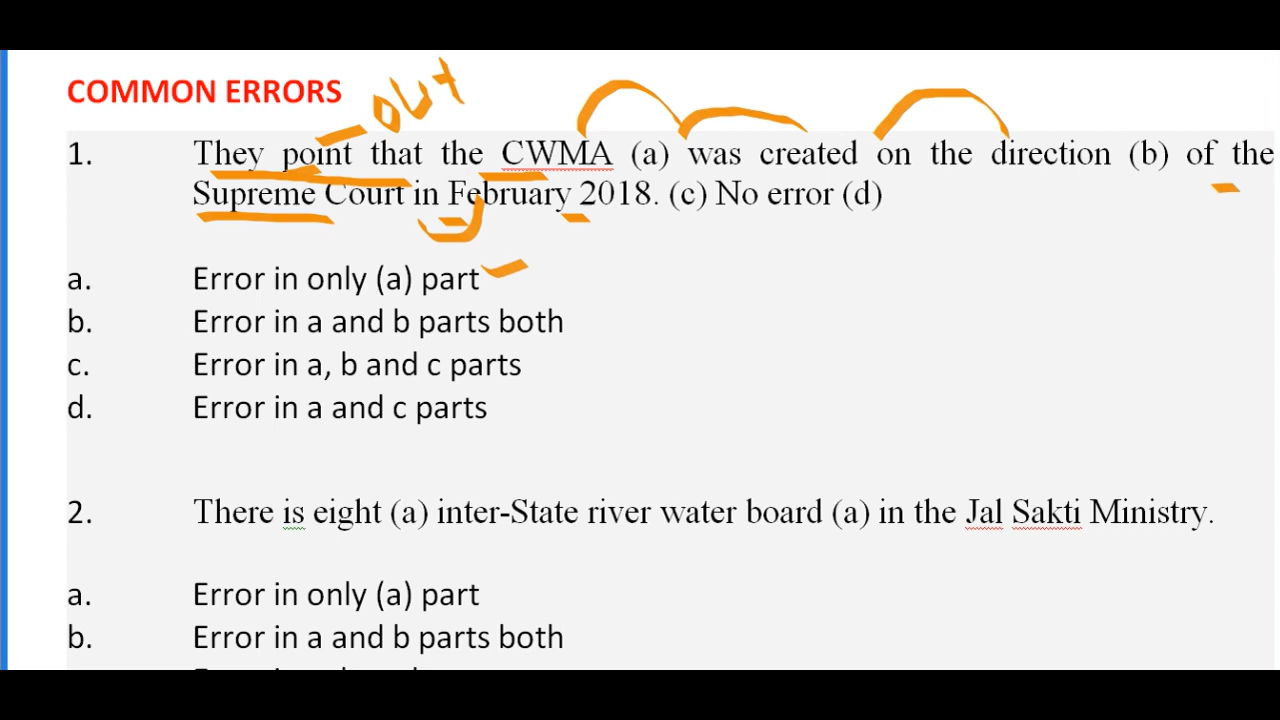 COMMON ERRORS
out
1. They point that the CWMA (a) was created on the direction (b) of the
Supreme Court in February 2018. (c) No error (d)
a. Error in only (a) part
b. Error in a and b parts both
c. Error in a, b and c parts
d. Error in a and c parts
2. There is eight (a) inter-State river water board (a) in the Jal Sakti Ministry.
a. Error in only (a) part
b. Error in a and b parts both